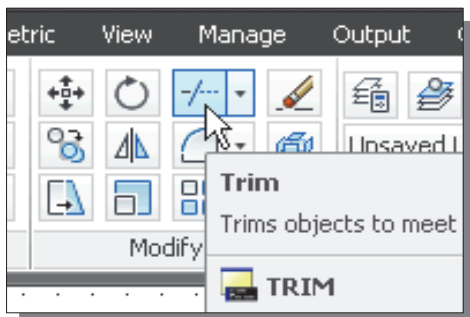 etric View Manage Output
Unsaved L
Trim
Trims objects to meet
Modify
TRIM